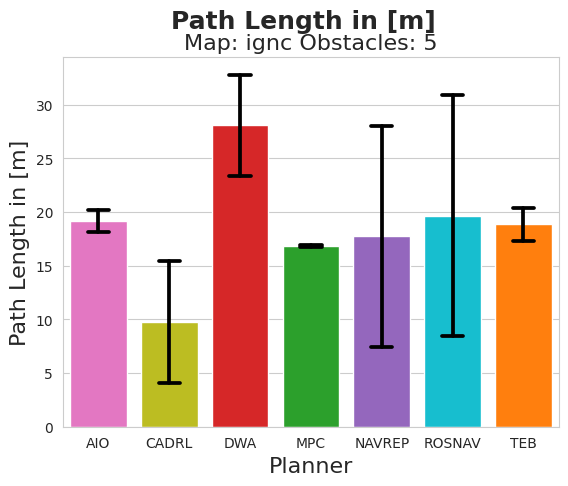 Path Length in [m]
Map: ignc Obstacles: 5
Path Length in [m]
30
25
20
15
10
5
0
AIO CADRL DWA MPC NAVREP ROSNAV TEB
Planner